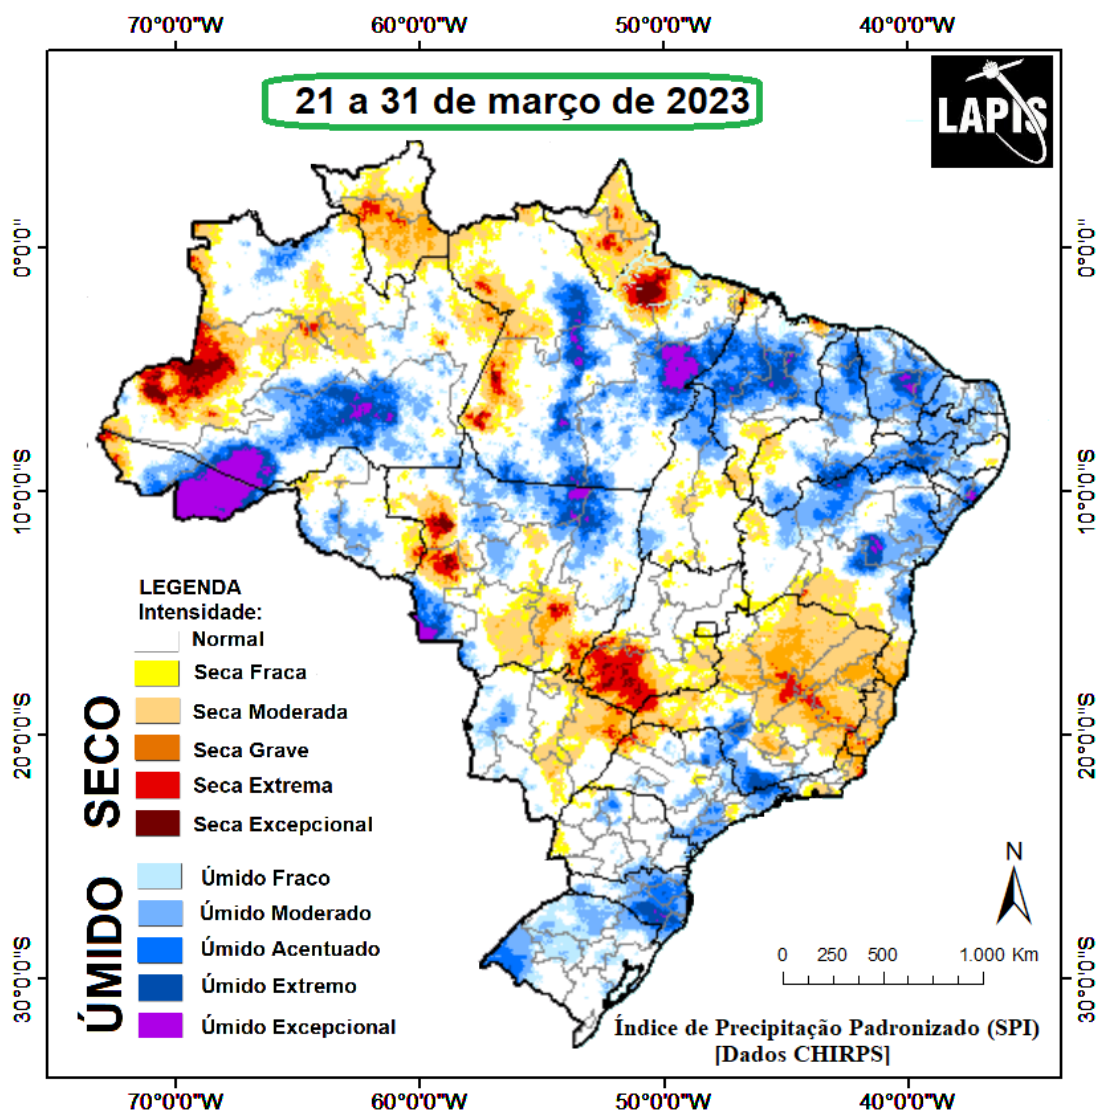 70°0'0"W 60°0'0"W 50°0'0"W 40°0'0"W
21 a 31 de março de 2023
LAPIS
0°0'0" 0°0'0"
10°0'0"S 10°0'0"S
20°0'0"S 20°0'0"S
30°0'0"S 30°0'0"S
LEGENDA
Intensidade:
Normal
SECO
Seca Fraca
Seca Moderada
Seca Grave
Seca Extrema
Seca Excepcional
ÚMIDO
Úmido Fraco
Úmido Moderado
Úmido Acentuado
Úmido Extremo
Úmido Excepcional
N
0 250 500 1.000 Km
Índice de Precipitação Padronizado (SPI)
[Dados CHIRPS]
70°0'0"W 60°0'0"W 50°0'0"W 40°0'0"W